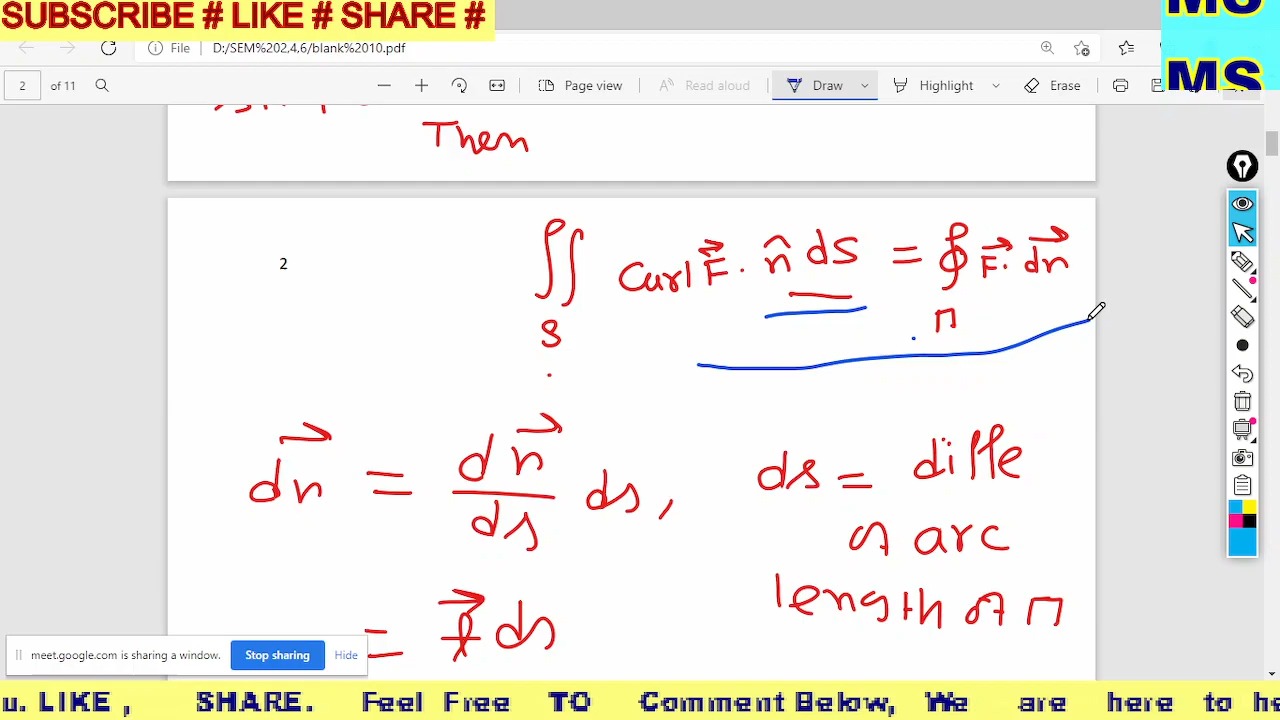 SUBSCRIBE # LIKE # SHARE #
MS
MS
File D:/SEM%202,4,6/blank%2010.pdf
2 of 11 Page view Read aloud Draw Highlight Erase
Then
2
∬ Curl F⃗ . n̂ ds = ∮ F⃗ . dr⃗
S Γ
dr⃗ = dr⃗/ds ds, ds = diffe
of arc
length of Γ
= t⃗ ds
meet.google.com is sharing a window. Stop sharing Hide
u. LIKE , SHARE. Feel Free TO Comment Below, We are here to he